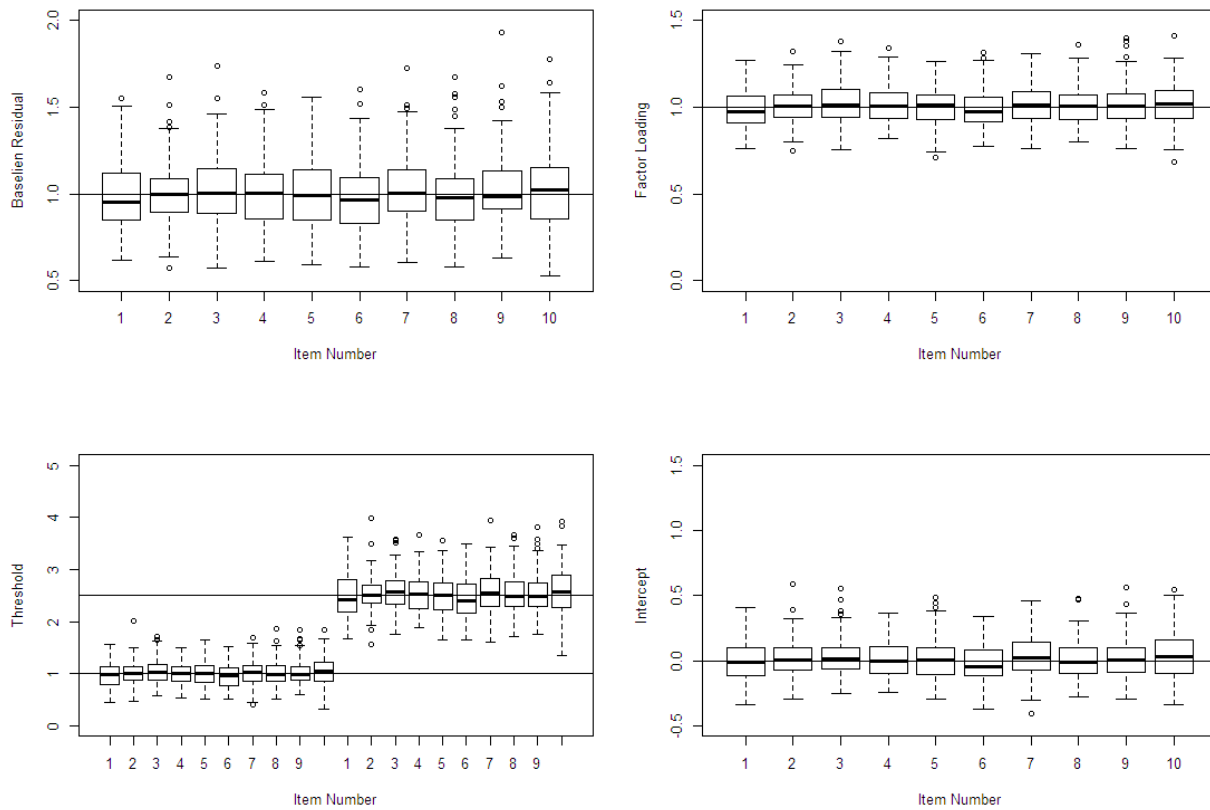 Baselien Residual
2.0
1.5
1.0
0.5
1 2 3 4 5 6 7 8 9 10
Item Number
Factor Loading
1.5
1.0
0.5
0.0
1 2 3 4 5 6 7 8 9 10
Item Number
Threshold
5
4
3
2
1
0
1 2 3 4 5 6 7 8 9 1 2 3 4 5 6 7 8 9
Item Number
Intercept
1.5
1.0
0.5
0.0
-0.5
1 2 3 4 5 6 7 8 9 10
Item Number